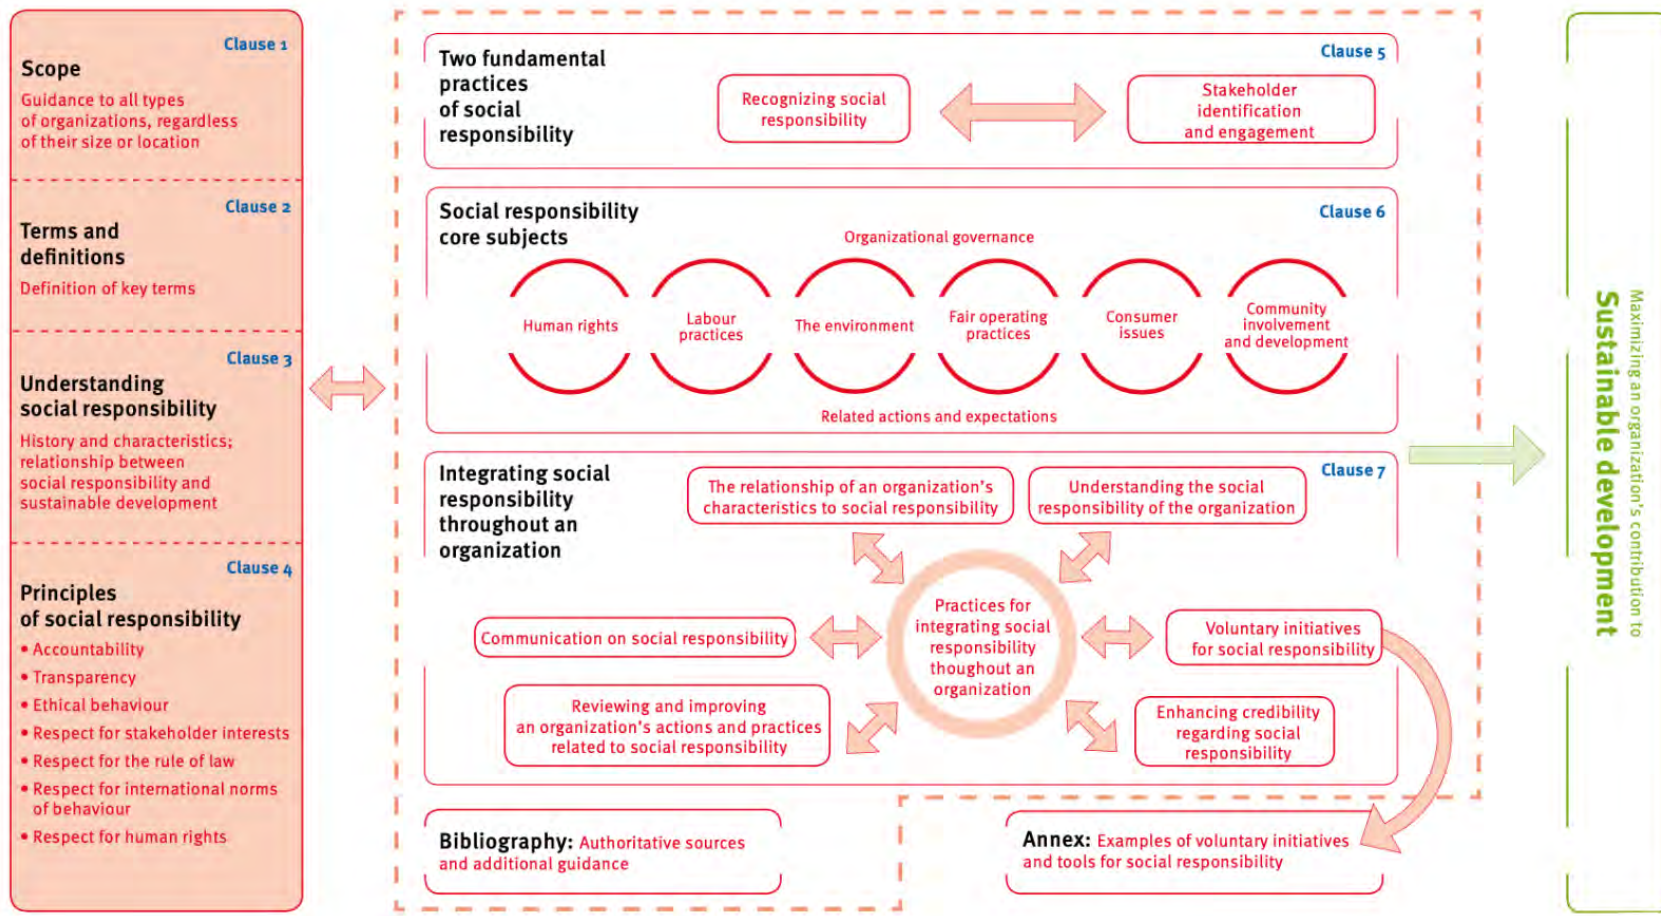 Clause 1
Scope
Guidance to all types
of organizations, regardless
of their size or location
Clause 2
Terms and
definitions
Definition of key terms
Clause 3
Understanding
social responsibility
History and characteristics;
relationship between
social responsibility and
sustainable development
Clause 4
Principles
of social responsibility
• Accountability
• Transparency
• Ethical behaviour
• Respect for stakeholder interests
• Respect for the rule of law
• Respect for international norms
of behaviour
• Respect for human rights
Two fundamental
practices
of social
responsibility
Clause 5
Recognizing social
responsibility
Stakeholder
identification
and engagement
Social responsibility
core subjects
Clause 6
Organizational governance
Human rights
Labour
practices
The environment
Fair operating
practices
Consumer
issues
Community
involvement
and development
Related actions and expectations
Integrating social
responsibility
throughout an
organization
Clause 7
The relationship of an organization's
characteristics to social responsibility
Understanding the social
responsibility of the organization
Practices for
integrating social
responsibility
thoughout an
organization
Communication on social responsibility
Voluntary initiatives
for social responsibility
Reviewing and improving
an organization's actions and practices
related to social responsibility
Enhancing credibility
regarding social
responsibility
Bibliography: Authoritative sources
and additional guidance
Annex: Examples of voluntary initiatives
and tools for social responsibility
Maximizing an organization's contribution to
Sustainable development